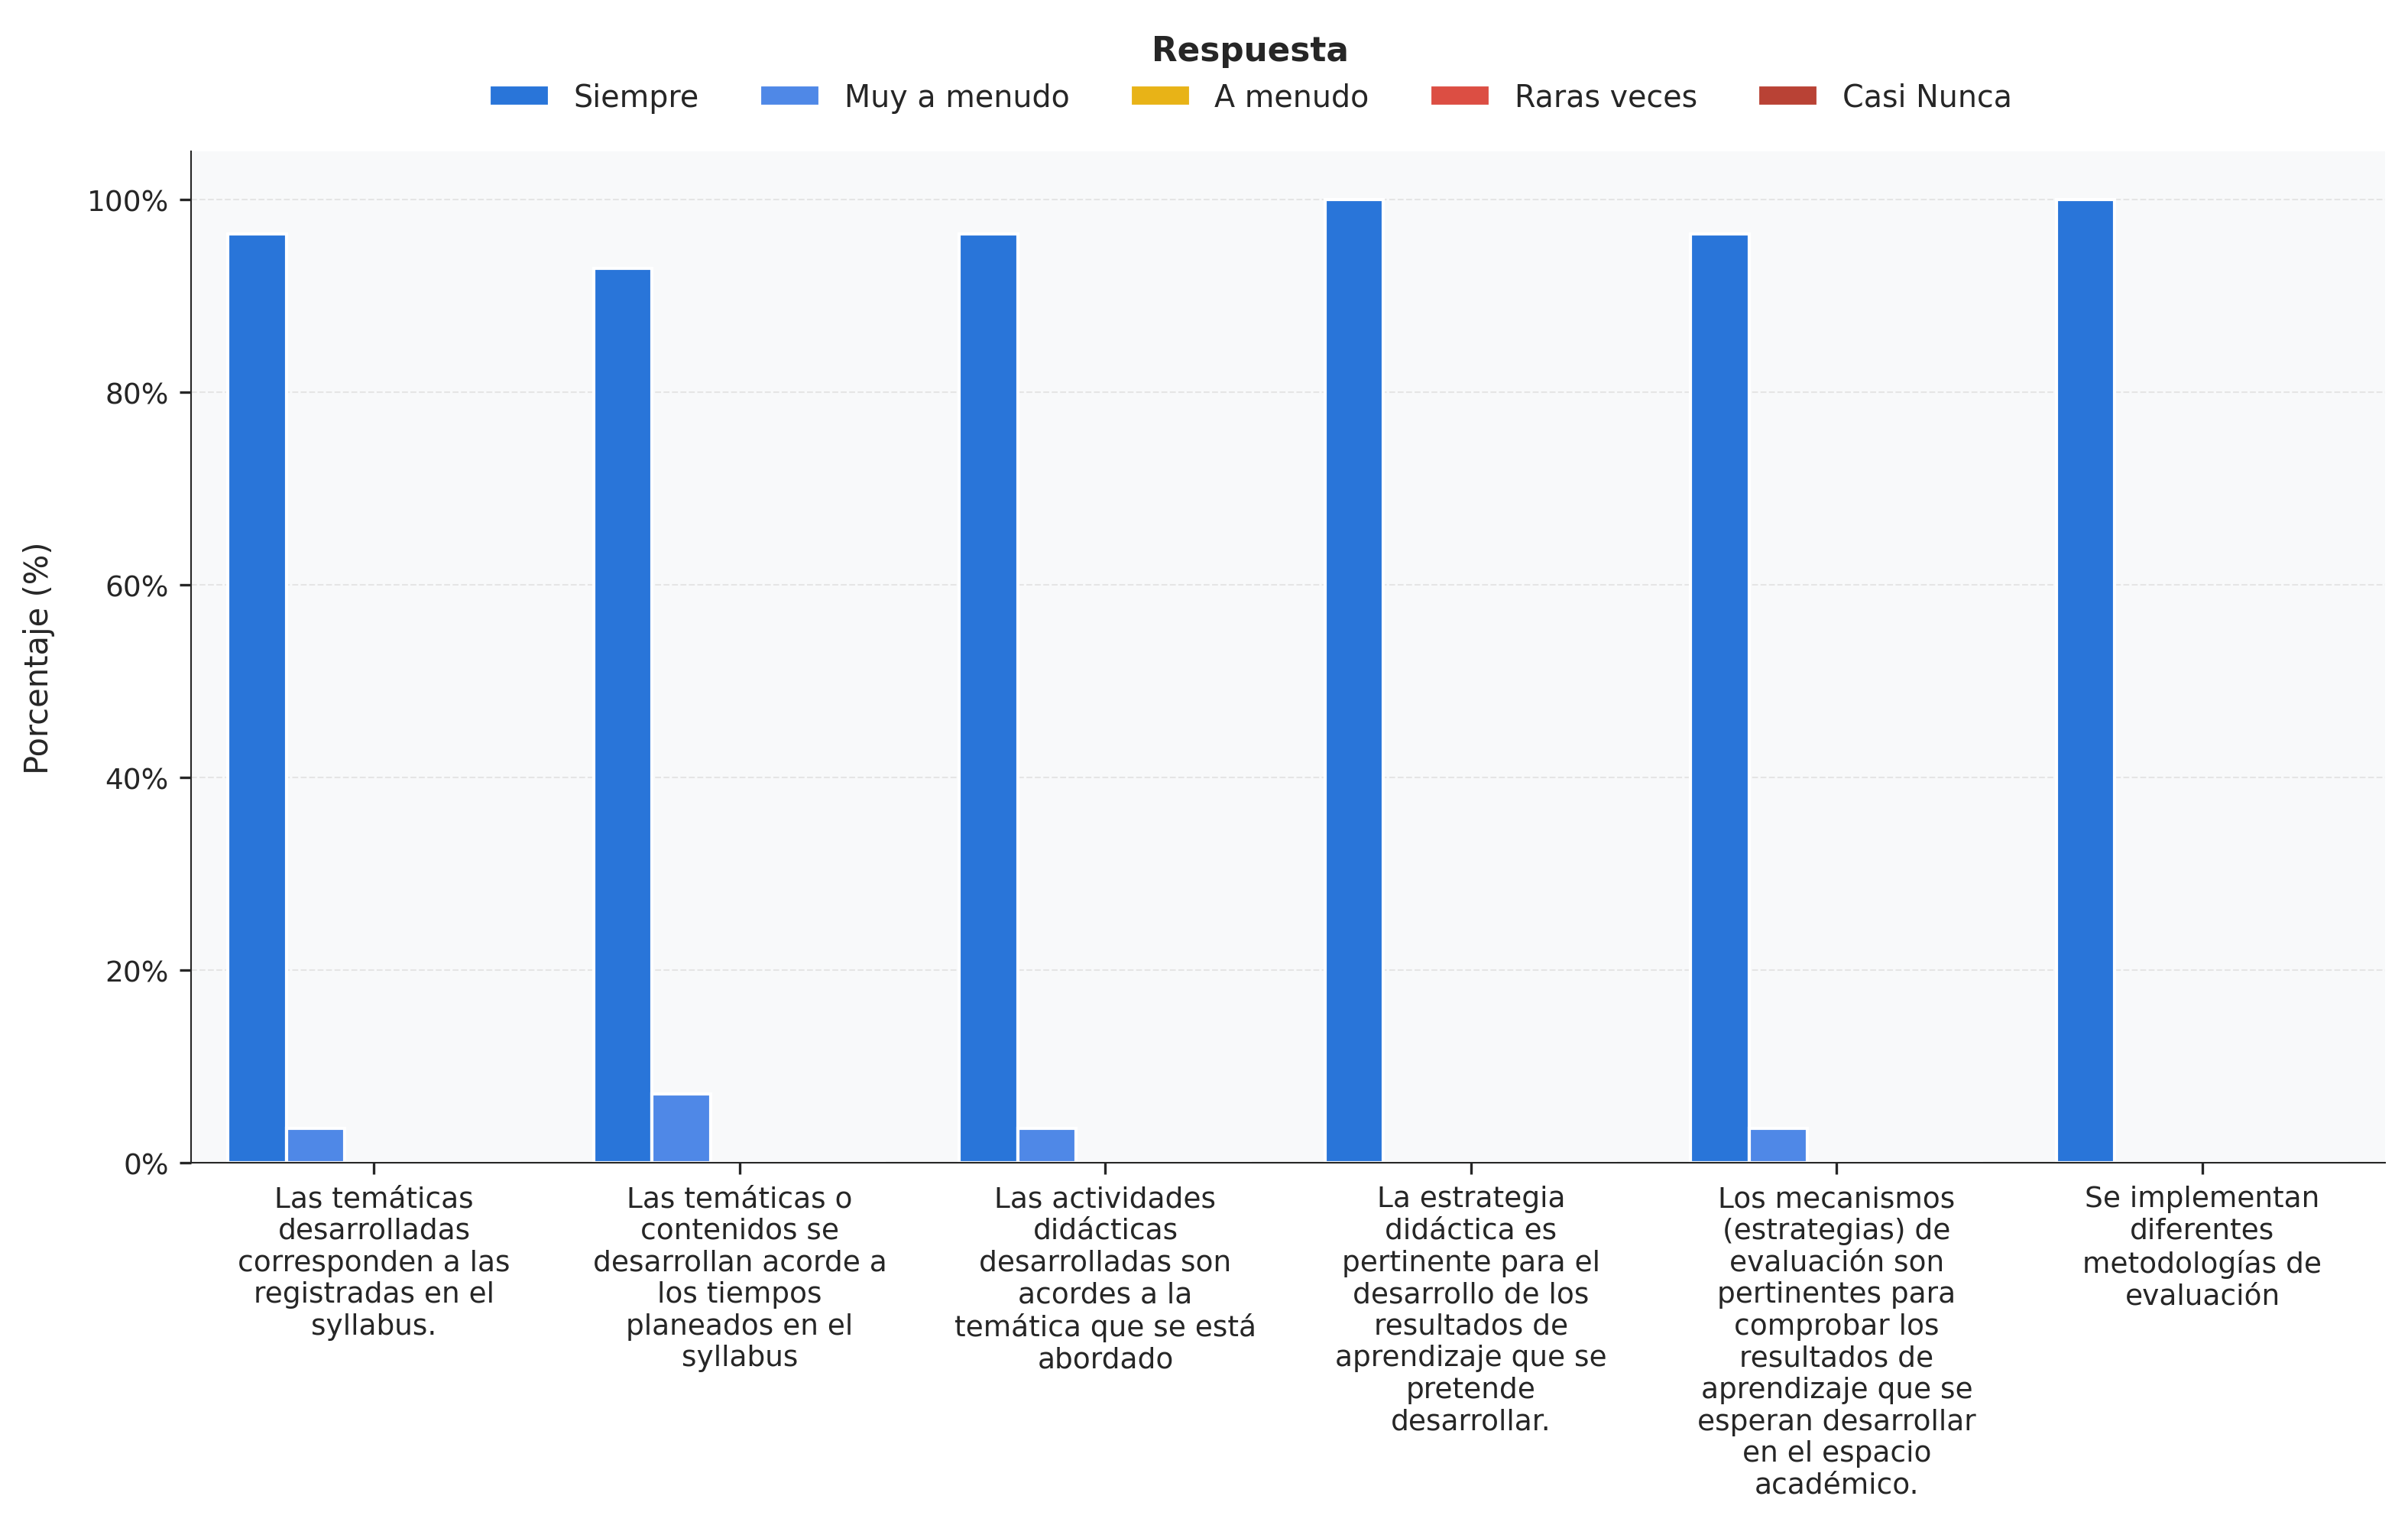 Respuesta
Siempre Muy a menudo A menudo Raras veces Casi Nunca
Porcentaje (%)
100%
80%
60%
40%
20%
0%
Las temáticas
desarrolladas
corresponden a las
registradas en el
syllabus.
Las temáticas o
contenidos se
desarrollan acorde a
los tiempos
planeados en el
syllabus
Las actividades
didácticas
desarrolladas son
acordes a la
temática que se está
abordado
La estrategia
didáctica es
pertinente para el
desarrollo de los
resultados de
aprendizaje que se
pretende
desarrollar.
Los mecanismos
(estrategias) de
evaluación son
pertinentes para
comprobar los
resultados de
aprendizaje que se
esperan desarrollar
en el espacio
académico.
Se implementan
diferentes
metodologías de
evaluación